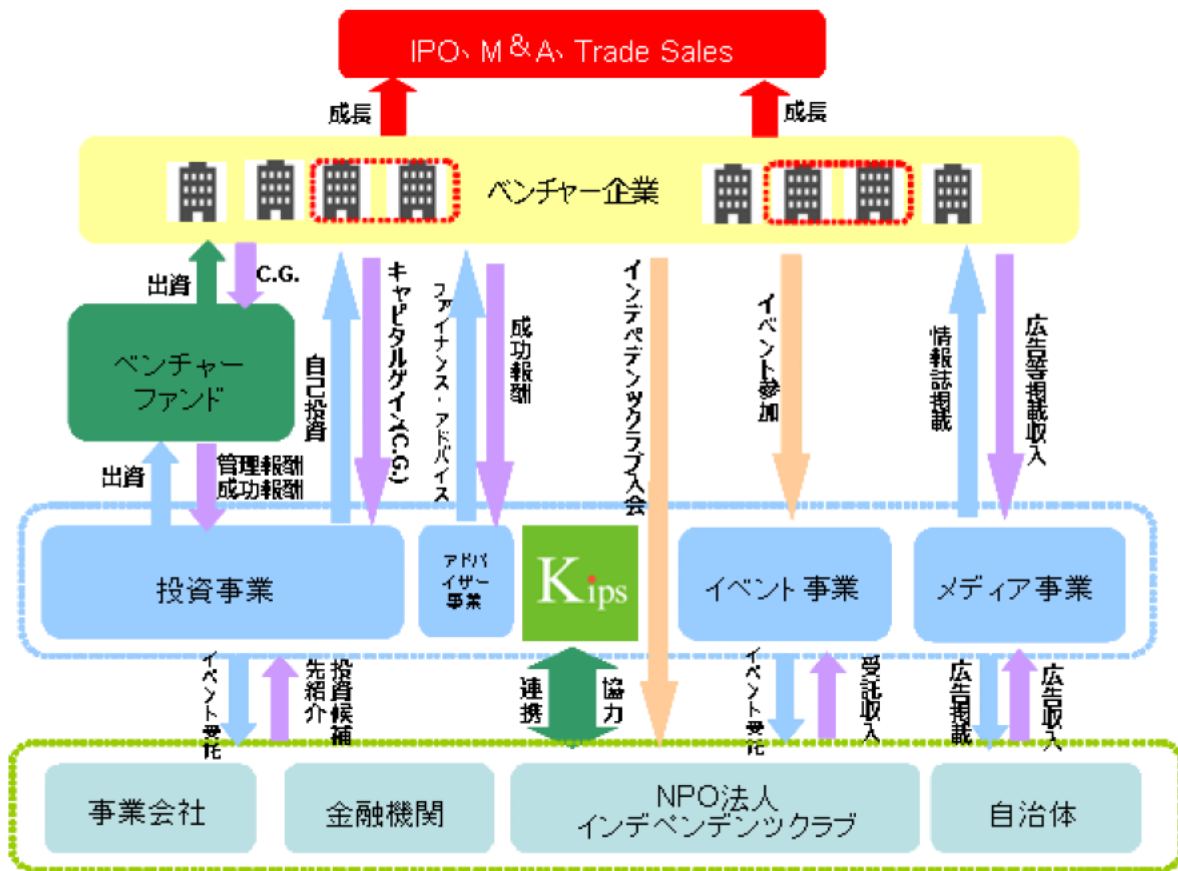 IPO、M&A、Trade Sales
成長
成長
ベンチャー企業
出資
C.G.
自己投資
キャピタルゲイン(C.G.)
ファイナンス・アドバイス
成功報酬
インデペデンツクラブ入会
イベント参加
情報誌掲載
広告等掲載収入
ベンチャー
ファンド
出資
管理報酬
成功報酬
投資事業
アドバ
イザー
事業
Kips
イベント事業
メディア事業
イベント受託
投資候補
先紹介
連携
協力
イベント受託
受託収入
広告掲載
広告収入
事業会社
金融機関
NPO法人
インデペンデンツクラブ
自治体